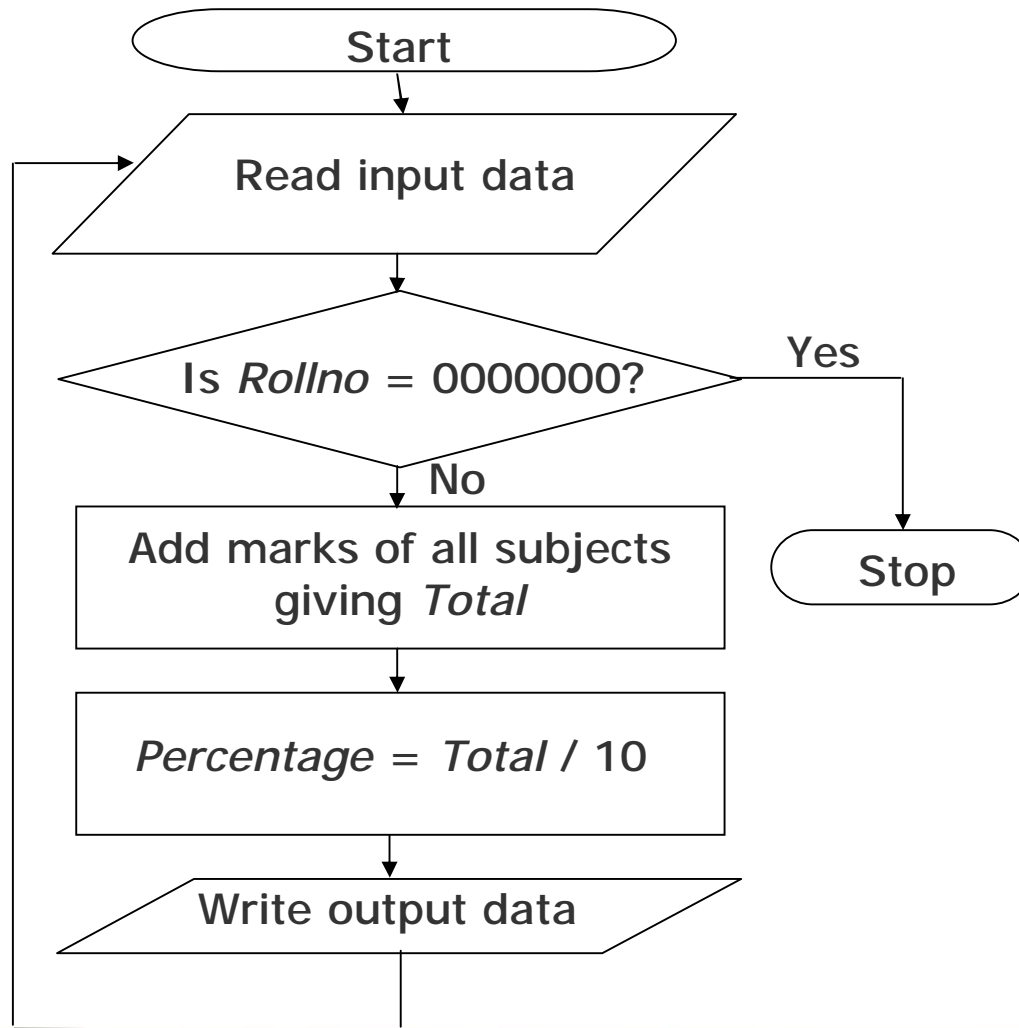 Start
Read input data
Is Rollno = 0000000?
Yes
No
Add marks of all subjects
giving Total
Stop
Percentage = Total / 10
Write output data